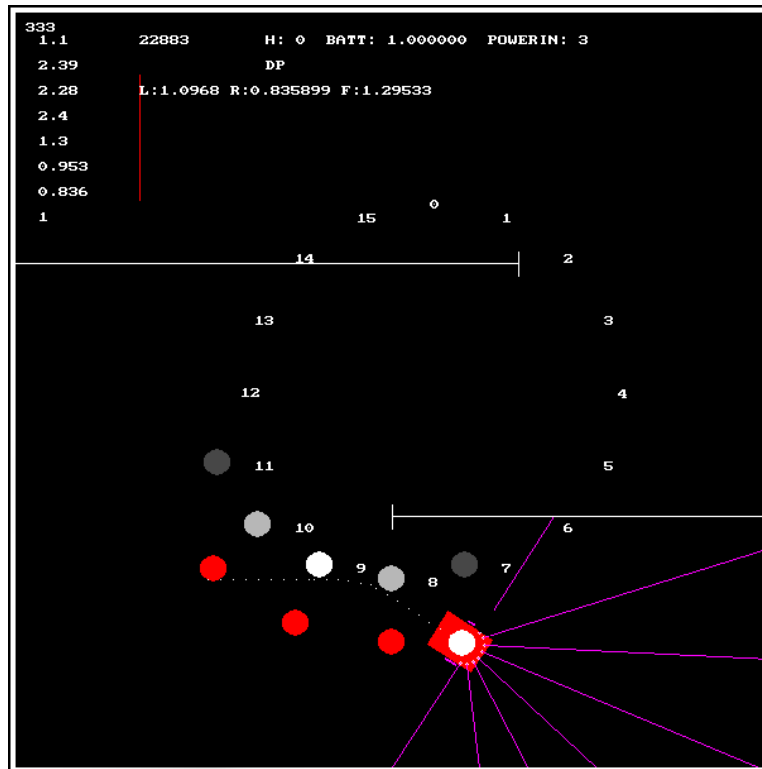 333
1.1 22883 H: 0 BATT: 1.000000 POWERIN: 3
2.39 DP
2.28 L:1.0968 R:0.835899 F:1.29533
2.4
1.3
0.953
0.836
0
1 15 1
14 2
13 3
12 4
11 5
10 6
9 8 7